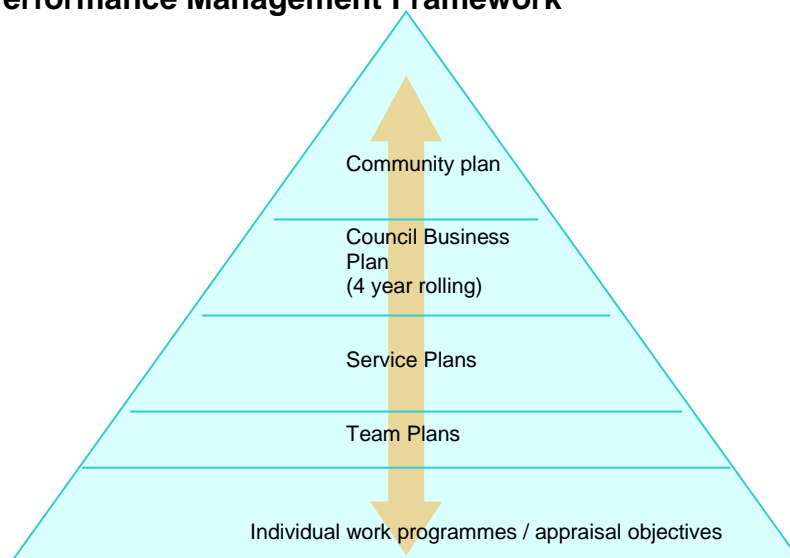 erformance Management Framework
Community plan
Council Business
Plan
(4 year rolling)
Service Plans
Team Plans
Individual work programmes / appraisal objectives